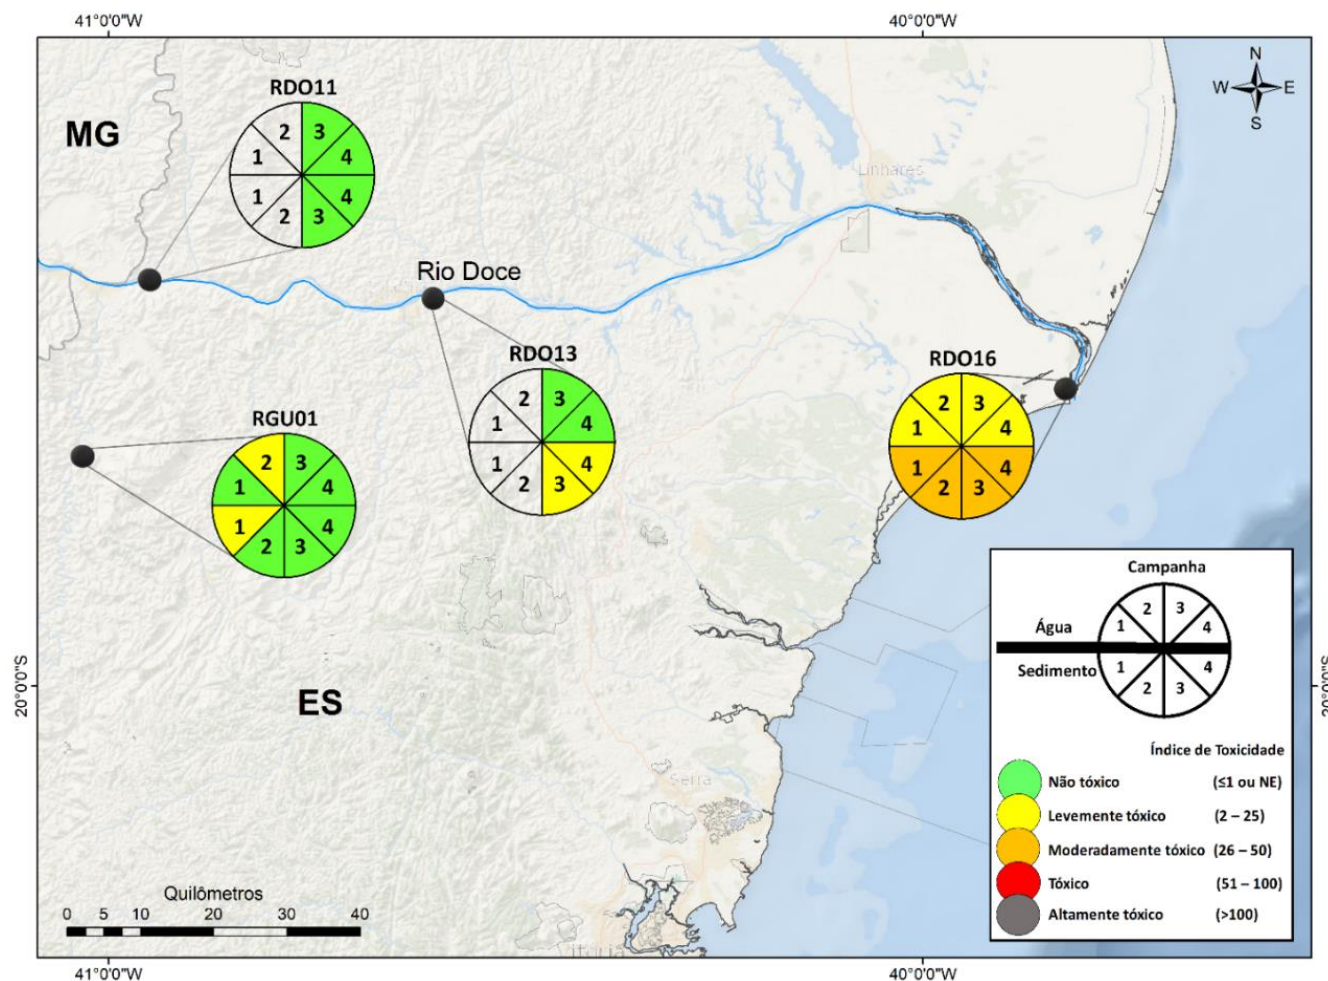 41°0'0"W
40°0'0"W
N
W
E
S
MG
RDO11
2
3
1
4
1
4
2
3
Linhares
Rio Doce
RDO13
2
3
1
4
1
4
2
3
RDO16
2
3
1
4
1
4
2
3
RGU01
2
3
1
4
1
4
2
3
ES
20°0'0"S
20°0'0"S
Serra
Campanha
2
3
1
4
Água
Sedimento
1
4
2
3
Índice de Toxicidade
Não tóxico (≤1 ou NE)
Levemente tóxico (2 – 25)
Moderadamente tóxico (26 – 50)
Tóxico (51 – 100)
Altamente tóxico (>100)
Quilômetros
0 5 10 20 30 40
41°0'0"W
40°0'0"W